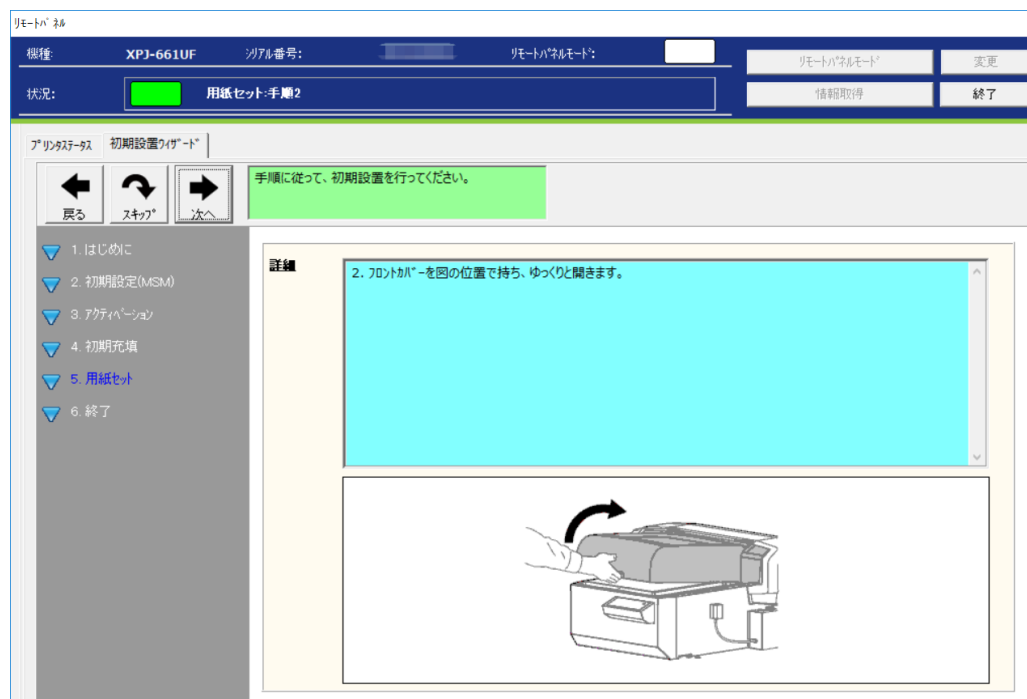 リモートパネル
機種: XPJ-661UF シリアル番号: リモートパネルモード: リモートパネルモード 変更
状況: 用紙セット:手順2 情報取得 終了
プリンタステータス 初期設置ウィザード
戻る スキップ 次へ 手順に従って、初期設置を行ってください。
1. はじめに
2. 初期設定(MSM)
3. アクティベーション
4. 初期充填
5. 用紙セット
6. 終了
詳細
2. フロントカバーを図の位置で持ち、ゆっくりと開きます。